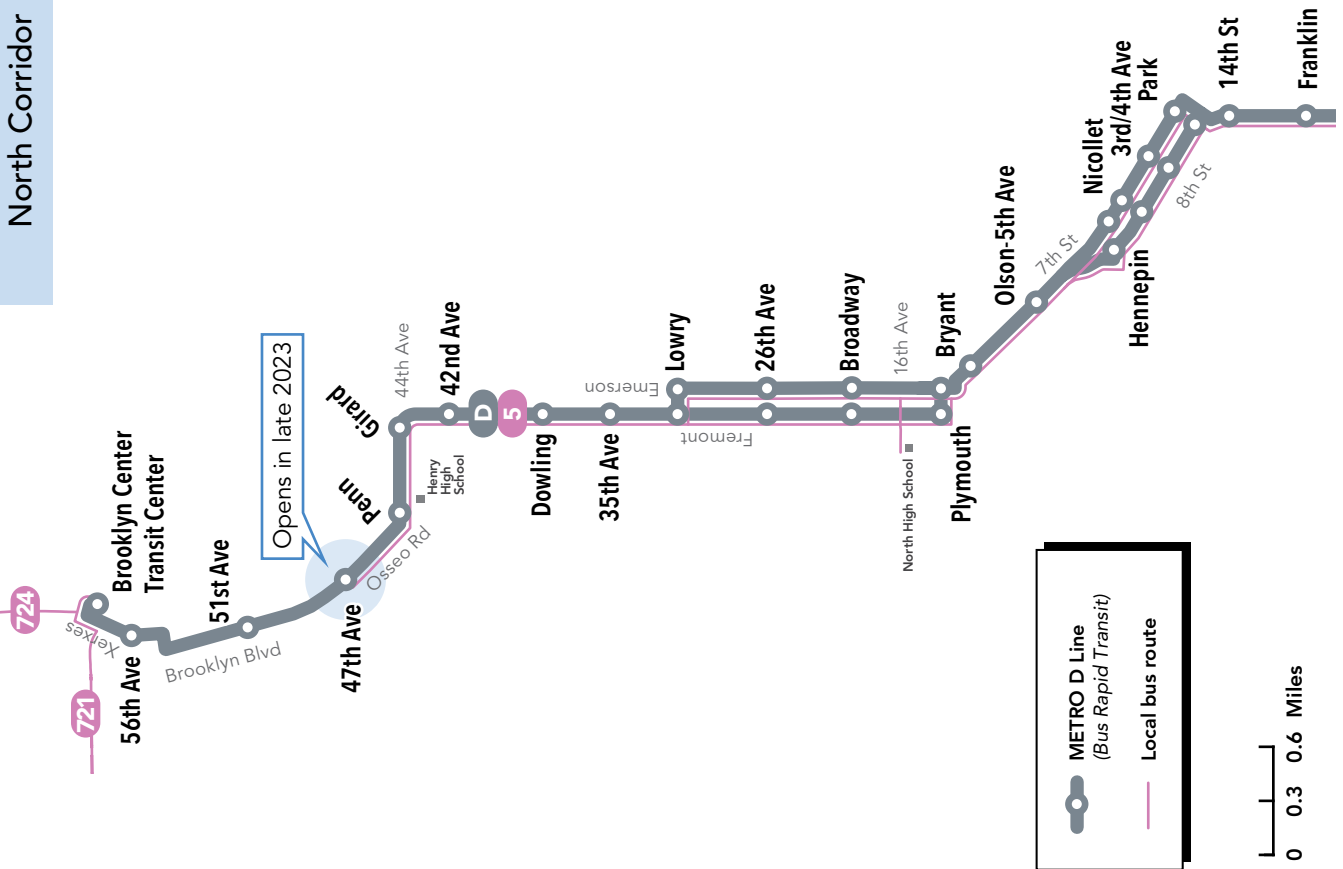 North Corridor
724
721
Xerxes
Brooklyn Center
Transit Center
56th Ave
51st Ave
Brooklyn Blvd
47th Ave
Opens in late 2023
Osseo Rd
Penn
Girard
44th Ave
Henry
High
School
42nd Ave
D
5
Dowling
35th Ave
Emerson
Lowry
Fremont
26th Ave
Broadway
16th Ave
North High School
Bryant
Plymouth
Olson-5th Ave
7th St
Hennepin
Nicollet
3rd/4th Ave
Park
8th St
14th St
Franklin
METRO D Line
(Bus Rapid Transit)
Local bus route
0 0.3 0.6 Miles